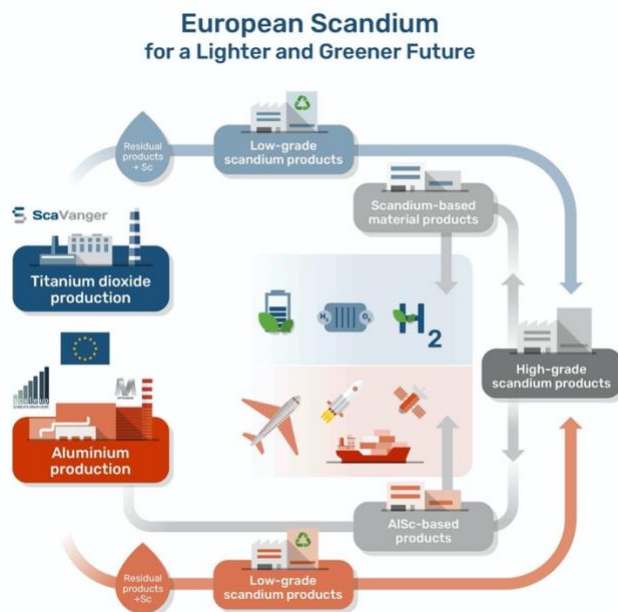 European Scandium
for a Lighter and Greener Future
Residual
products
+ Sc
Low-grade
scandium products
Scandium-based
material products
ScaVanger
Titanium dioxide
production
H₂
O₂
H₂
High-grade
scandium products
Aluminium
production
AlSc-based
products
Residual
products
+Sc
Low-grade
scandium products